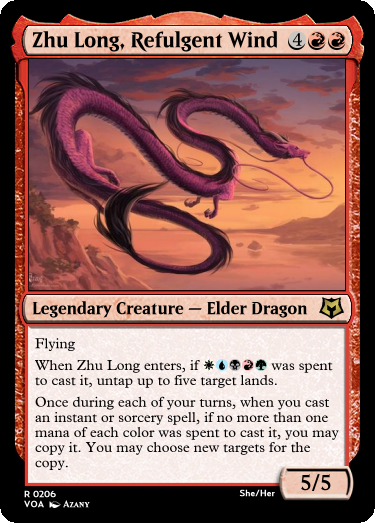 Zhu Long, Refulgent Wind 4
Legendary Creature — Elder Dragon
Flying
When Zhu Long enters, if was spent
to cast it, untap up to five target lands.
Once during each of your turns, when you cast
an instant or sorcery spell, if no more than one
mana of each color was spent to cast it, you may
copy it. You may choose new targets for the
copy.
5/5
R 0206
She/Her
VOA AZANY